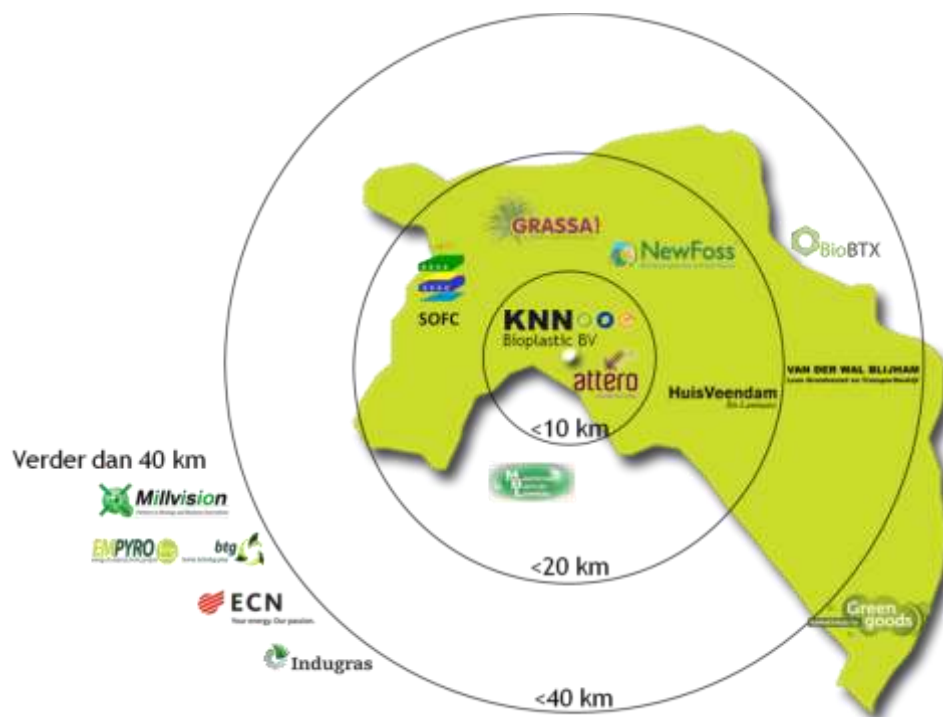 GRASSA!
NewFoss
BioBTX
SOFC
KNN
Bioplastic BV
attero
VAN DER WAL BLIJHAM
HuisVeendam
<10 km
Verder dan 40 km
Millvision
EMPYRO
btg
<20 km
ECN
Your energy. Our passion.
Green
goods
Indugras
<40 km